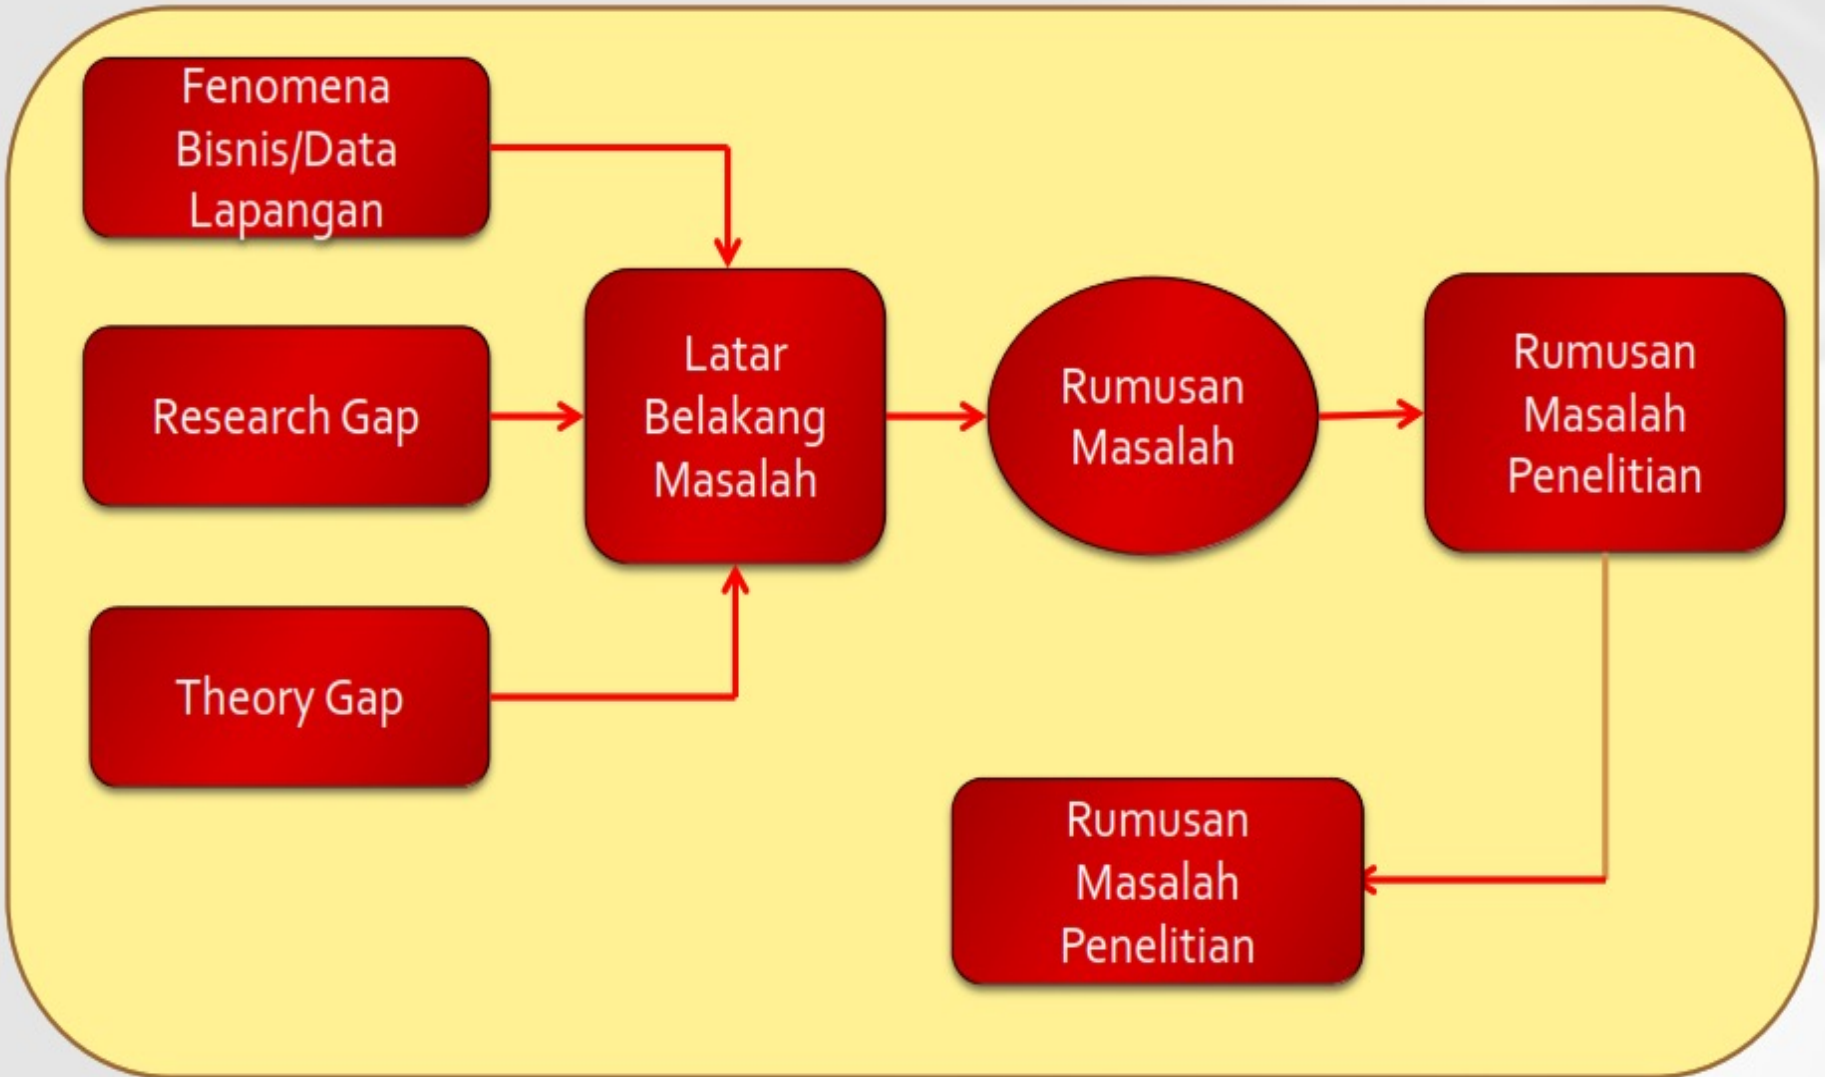 Fenomena
Bisnis/Data
Lapangan
Research Gap
Theory Gap
Latar
Belakang
Masalah
Rumusan
Masalah
Rumusan
Masalah
Penelitian
Rumusan
Masalah
Penelitian